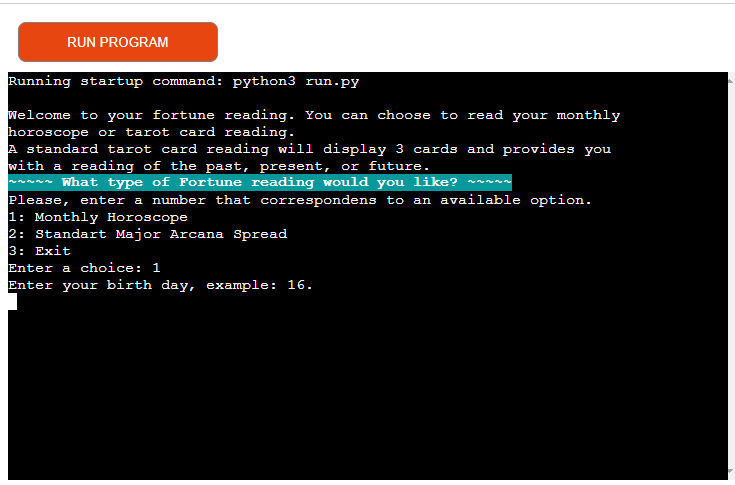 RUN PROGRAM
Running startup command: python3 run.py
Welcome to your fortune reading. You can choose to read your monthly
horoscope or tarot card reading.
A standard tarot card reading will display 3 cards and provides you
with a reading of the past, present, or future.
~~~~~ What type of Fortune reading would you like? ~~~~~
Please, enter a number that correspondens to an available option.
1: Monthly Horoscope
2: Standart Major Arcana Spread
3: Exit
Enter a choice: 1
Enter your birth day, example: 16.